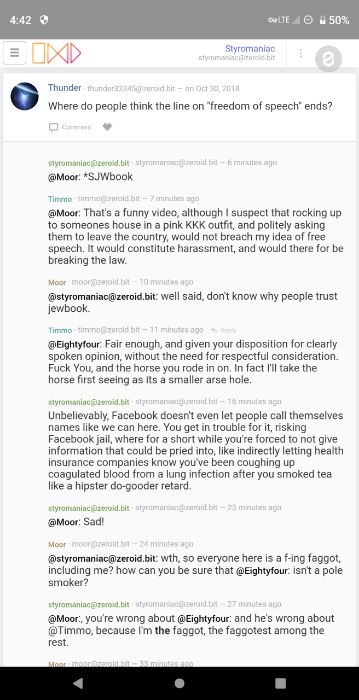 4:42
LTE
50%
Styromaniac
styromaniac@zeroid.bit
Thunder · thunder33345@zeroid.bit — on Oct 30, 2018
Where do people think the line on "freedom of speech" ends?
Comment
styromaniac@zeroid.bit · styromaniac@zeroid.bit — 6 minutes ago
@Moor: *SJWbook
Timmo · timmo@zeroid.bit — 7 minutes ago
@Moor: That's a funny video, although I suspect that rocking up
to someones house in a pink KKK outfit, and politely asking
them to leave the country, would not breach my idea of free
speech. It would constitute harassment, and would there for be
breaking the law.
Moor · moor@zeroid.bit — 10 minutes ago
@styromaniac@zeroid.bit: well said, don't know why people trust
jewbook.
Timmo · timmo@zeroid.bit — 11 minutes ago Reply
@Eightyfour: Fair enough, and given your disposition for clearly
spoken opinion, without the need for respectful consideration.
Fuck You, and the horse you rode in on. In fact I'll take the
horse first seeing as its a smaller arse hole.
styromaniac@zeroid.bit · styromaniac@zeroid.bit — 16 minutes ago
Unbelievably, Facebook doesn't even let people call themselves
names like we can here. You get in trouble for it, risking
Facebook jail, where for a short while you're forced to not give
information that could be pried into, like indirectly letting health
insurance companies know you've been coughing up
coagulated blood from a lung infection after you smoked tea
like a hipster do-gooder retard.
styromaniac@zeroid.bit · styromaniac@zeroid.bit — 23 minutes ago
@Moor: Sad!
Moor · moor@zeroid.bit — 24 minutes ago
@styromaniac@zeroid.bit: wth, so everyone here is a f-ing faggot,
including me? how can you be sure that @Eightyfour: isn't a pole
smoker?
styromaniac@zeroid.bit · styromaniac@zeroid.bit — 27 minutes ago
@Moor:, you're wrong about @Eightyfour: and he's wrong about
@Timmo, because I'm the faggot, the faggotest among the
rest.
Moor · moor@zeroid.bit — 33 minutes ago